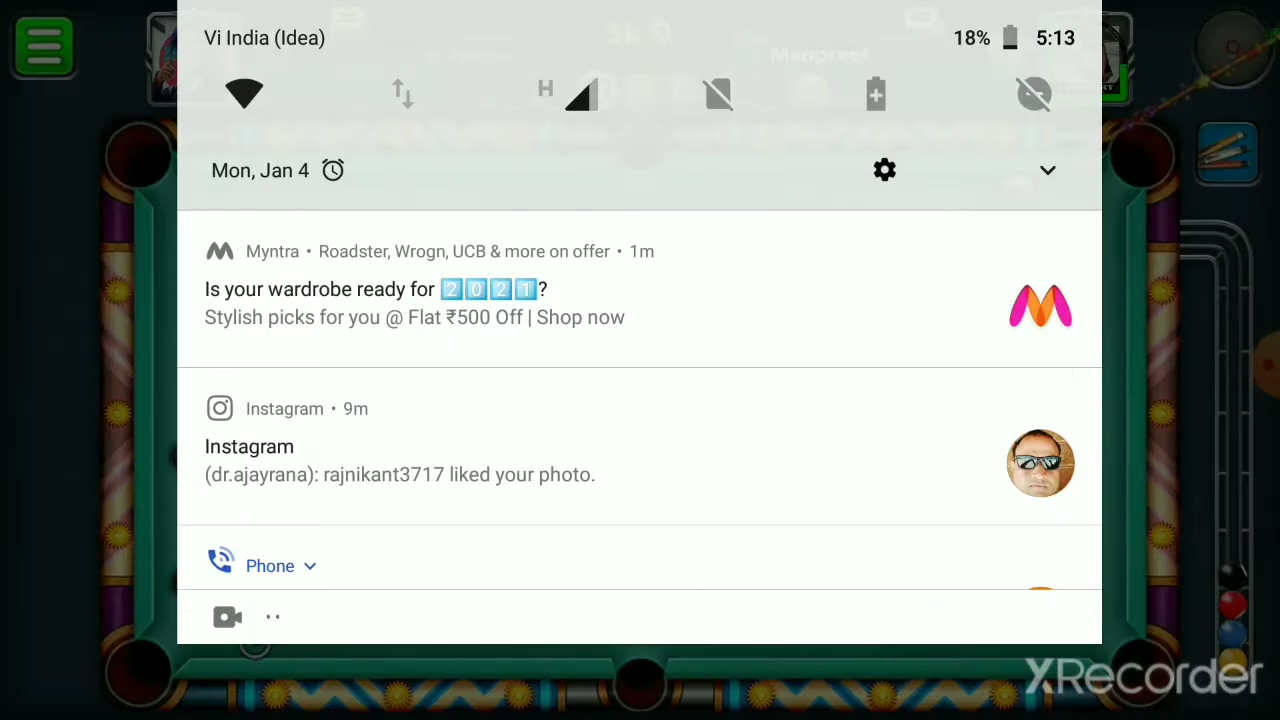 Vi India (Idea)
18%
5:13
5k
Manpreet
H
Mon, Jan 4
Myntra • Roadster, Wrogn, UCB & more on offer • 1m
Is your wardrobe ready for 2021?
Stylish picks for you @ Flat ₹500 Off | Shop now
Instagram • 9m
Instagram
(dr.ajayrana): rajnikant3717 liked your photo.
Phone
XRecorder